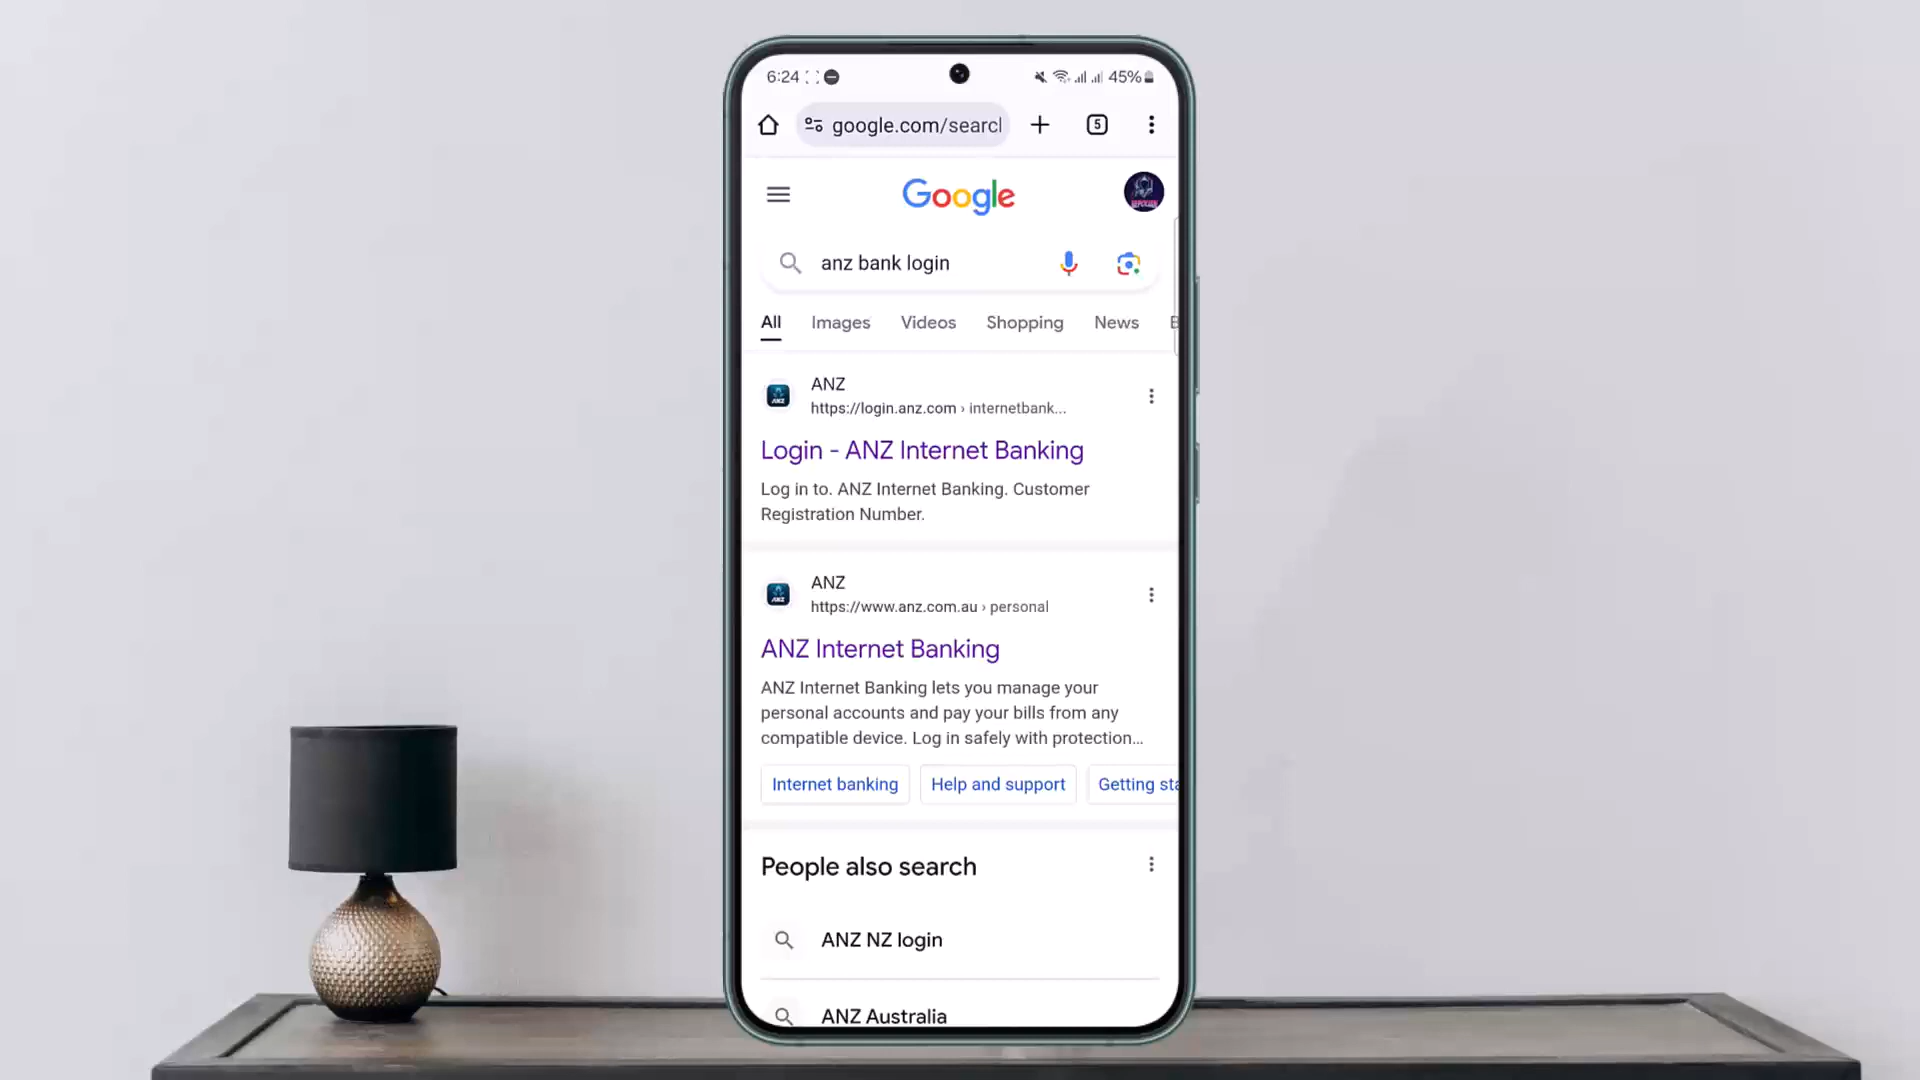 6:24 45%
google.com/search 5
Google
anz bank login
All Images Videos Shopping News
ANZ
https://login.anz.com › internetbank...
Login - ANZ Internet Banking
Log in to. ANZ Internet Banking. Customer
Registration Number.
ANZ
https://www.anz.com.au › personal
ANZ Internet Banking
ANZ Internet Banking lets you manage your
personal accounts and pay your bills from any
compatible device. Log in safely with protection...
Internet banking Help and support Getting sta
People also search
ANZ NZ login
ANZ Australia